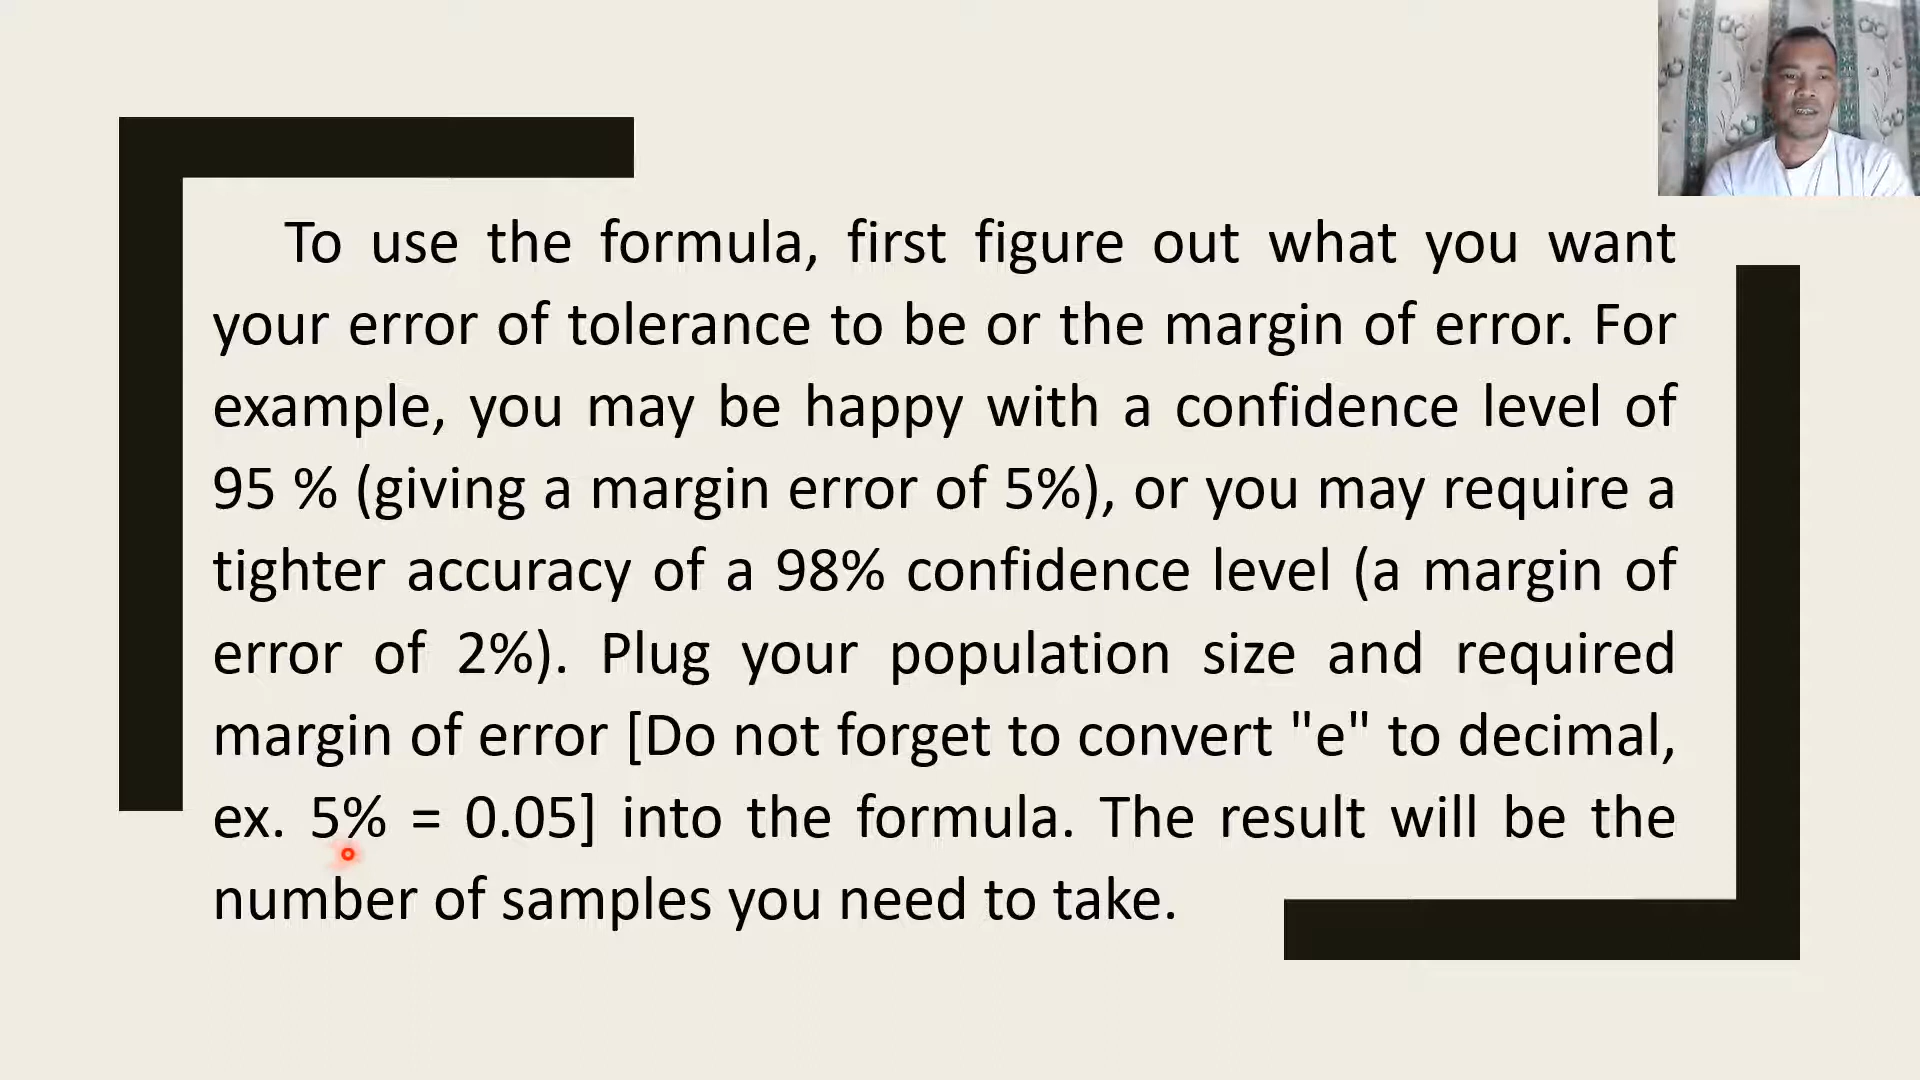 To use the formula, first figure out what you want
your error of tolerance to be or the margin of error. For
example, you may be happy with a confidence level of
95 % (giving a margin error of 5%), or you may require a
tighter accuracy of a 98% confidence level (a margin of
error of 2%). Plug your population size and required
margin of error [Do not forget to convert "e" to decimal,
ex. 5% = 0.05] into the formula. The result will be the
number of samples you need to take.